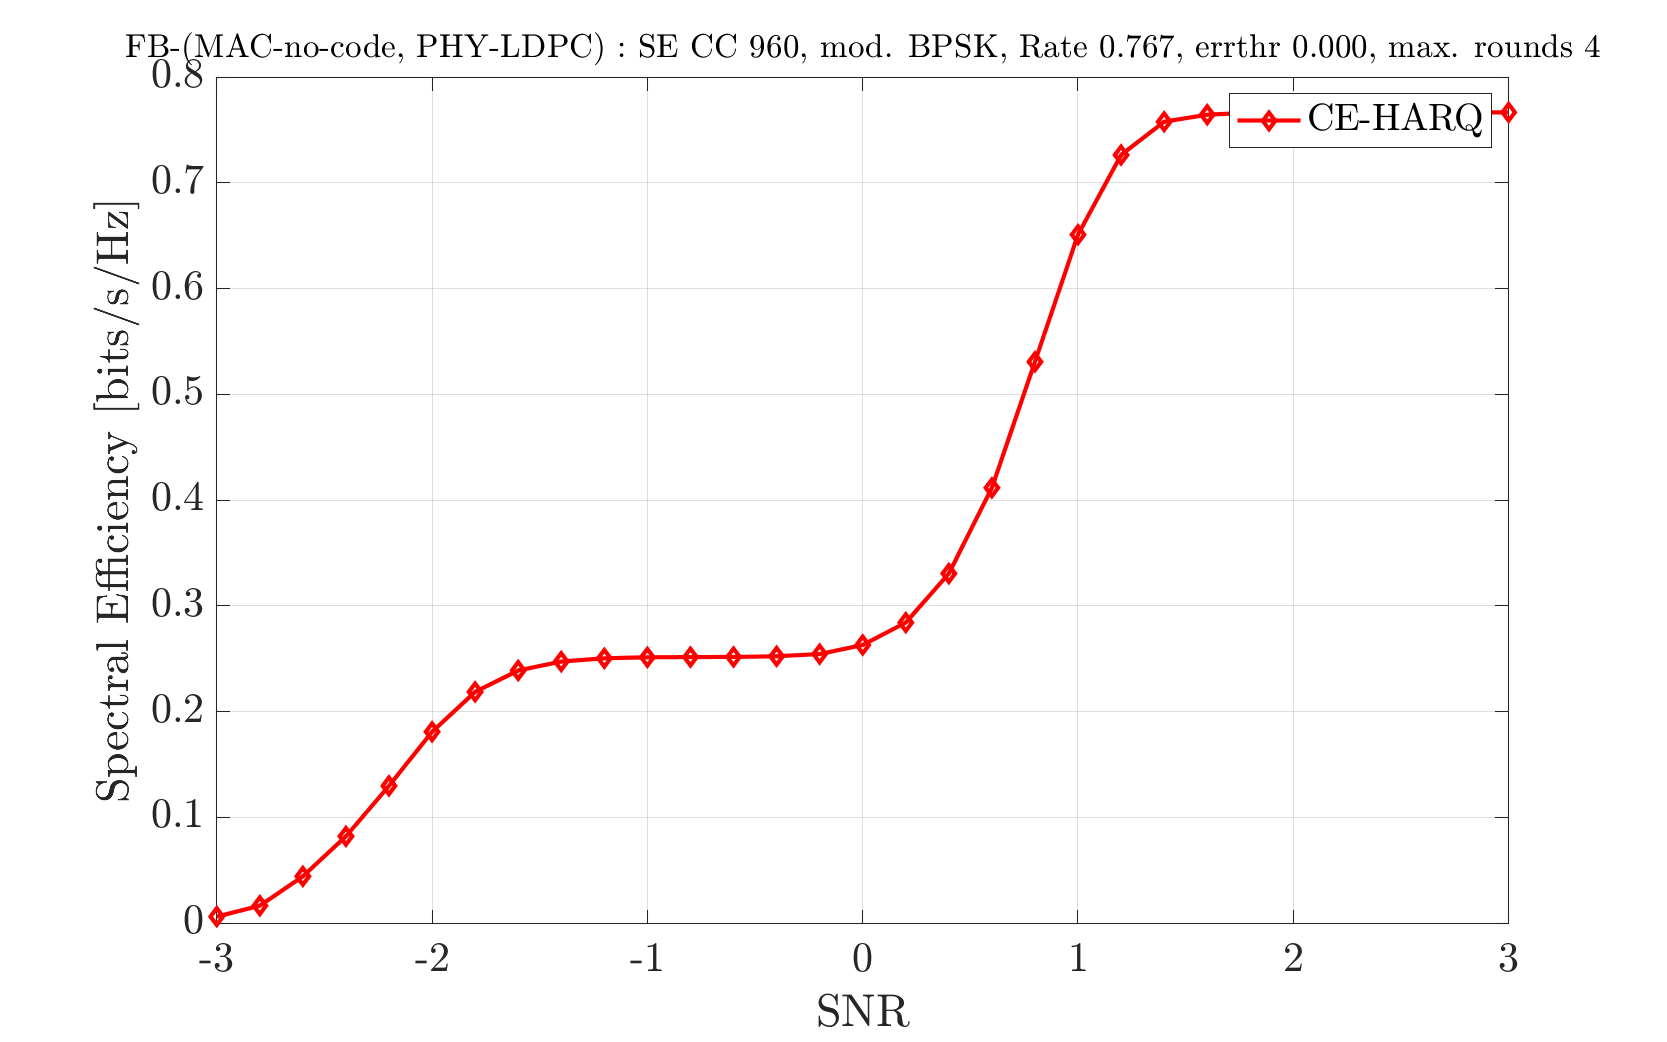 FB-(MAC-no-code, PHY-LDPC) : SE CC 960, mod. BPSK, Rate 0.767, errthr 0.000, max. rounds 4
CE-HARQ
Spectral Efficiency [bits/s/Hz]
0.8
0.7
0.6
0.5
0.4
0.3
0.2
0.1
0
-3 -2 -1 0 1 2 3
SNR